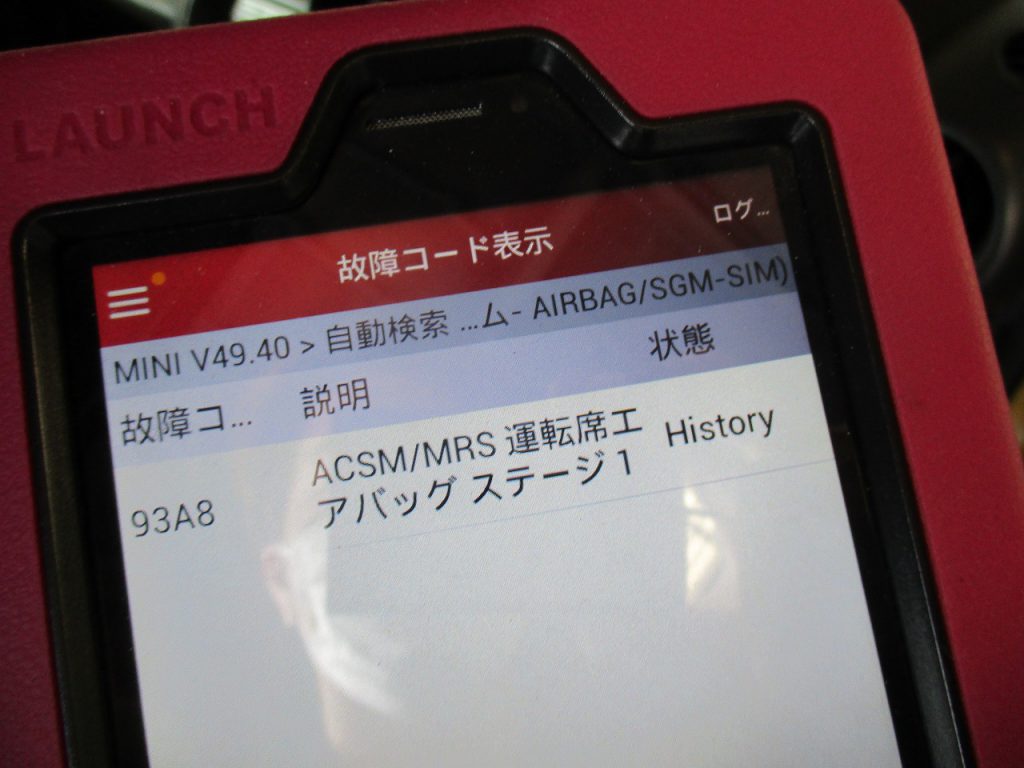 LAUNCH
ログ...
故障コード表示
MINI V49.40 > 自動検索 ...ム- AIRBAG/SGM-SIM)
故障コ... 説明 状態
93A8 ACSM/MRS 運転席エ History
アバッグ ステージ1